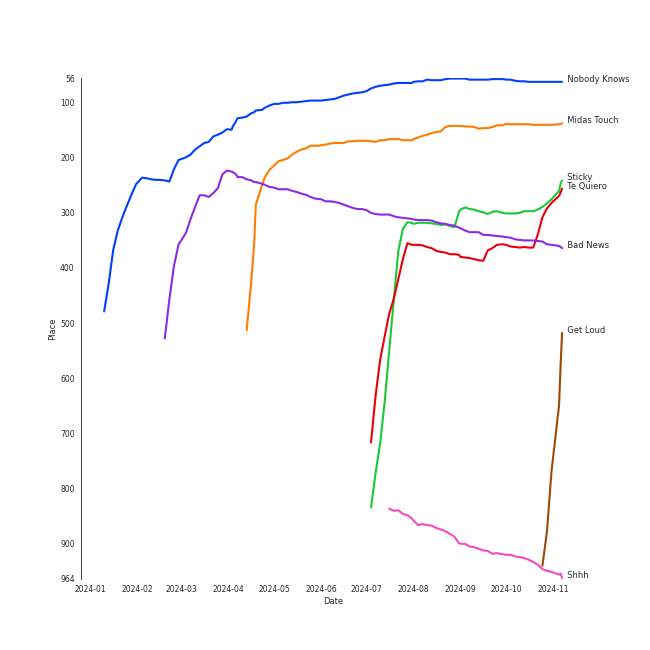 56
100
200
300
400
500
600
700
800
900
964
Place
2024-01
2024-02
2024-03
2024-04
2024-05
2024-06
2024-07
2024-08
2024-09
2024-10
2024-11
Date
Nobody Knows
Midas Touch
Sticky
Te Quiero
Bad News
Get Loud
Shhh